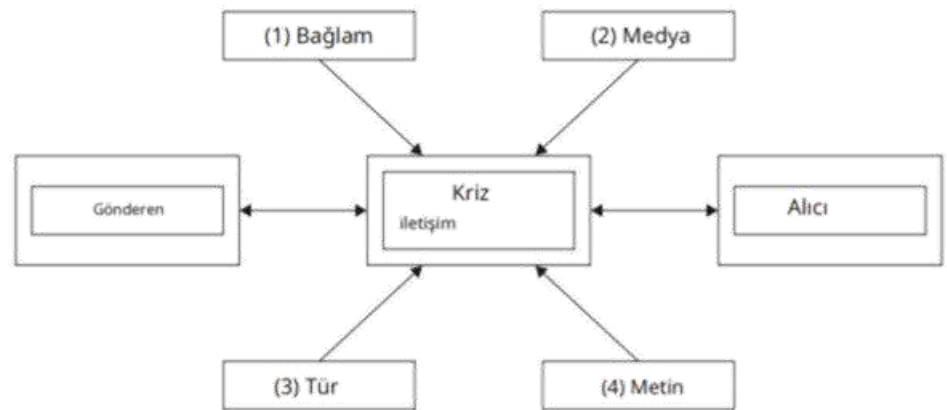 (1) Bağlam
(2) Medya
Gönderen
Kriz
iletişim
Alıcı
(3) Tür
(4) Metin